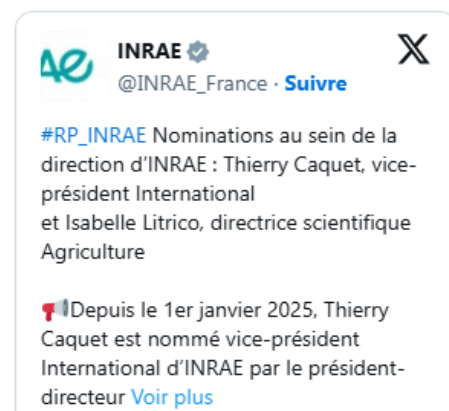 INRAE
@INRAE_France · Suivre
#RP_INRAE Nominations au sein de la
direction d’INRAE : Thierry Caquet, vice-
président International
et Isabelle Litrico, directrice scientifique
Agriculture
📢Depuis le 1er janvier 2025, Thierry
Caquet est nommé vice-président
International d’INRAE par le président-
directeur Voir plus